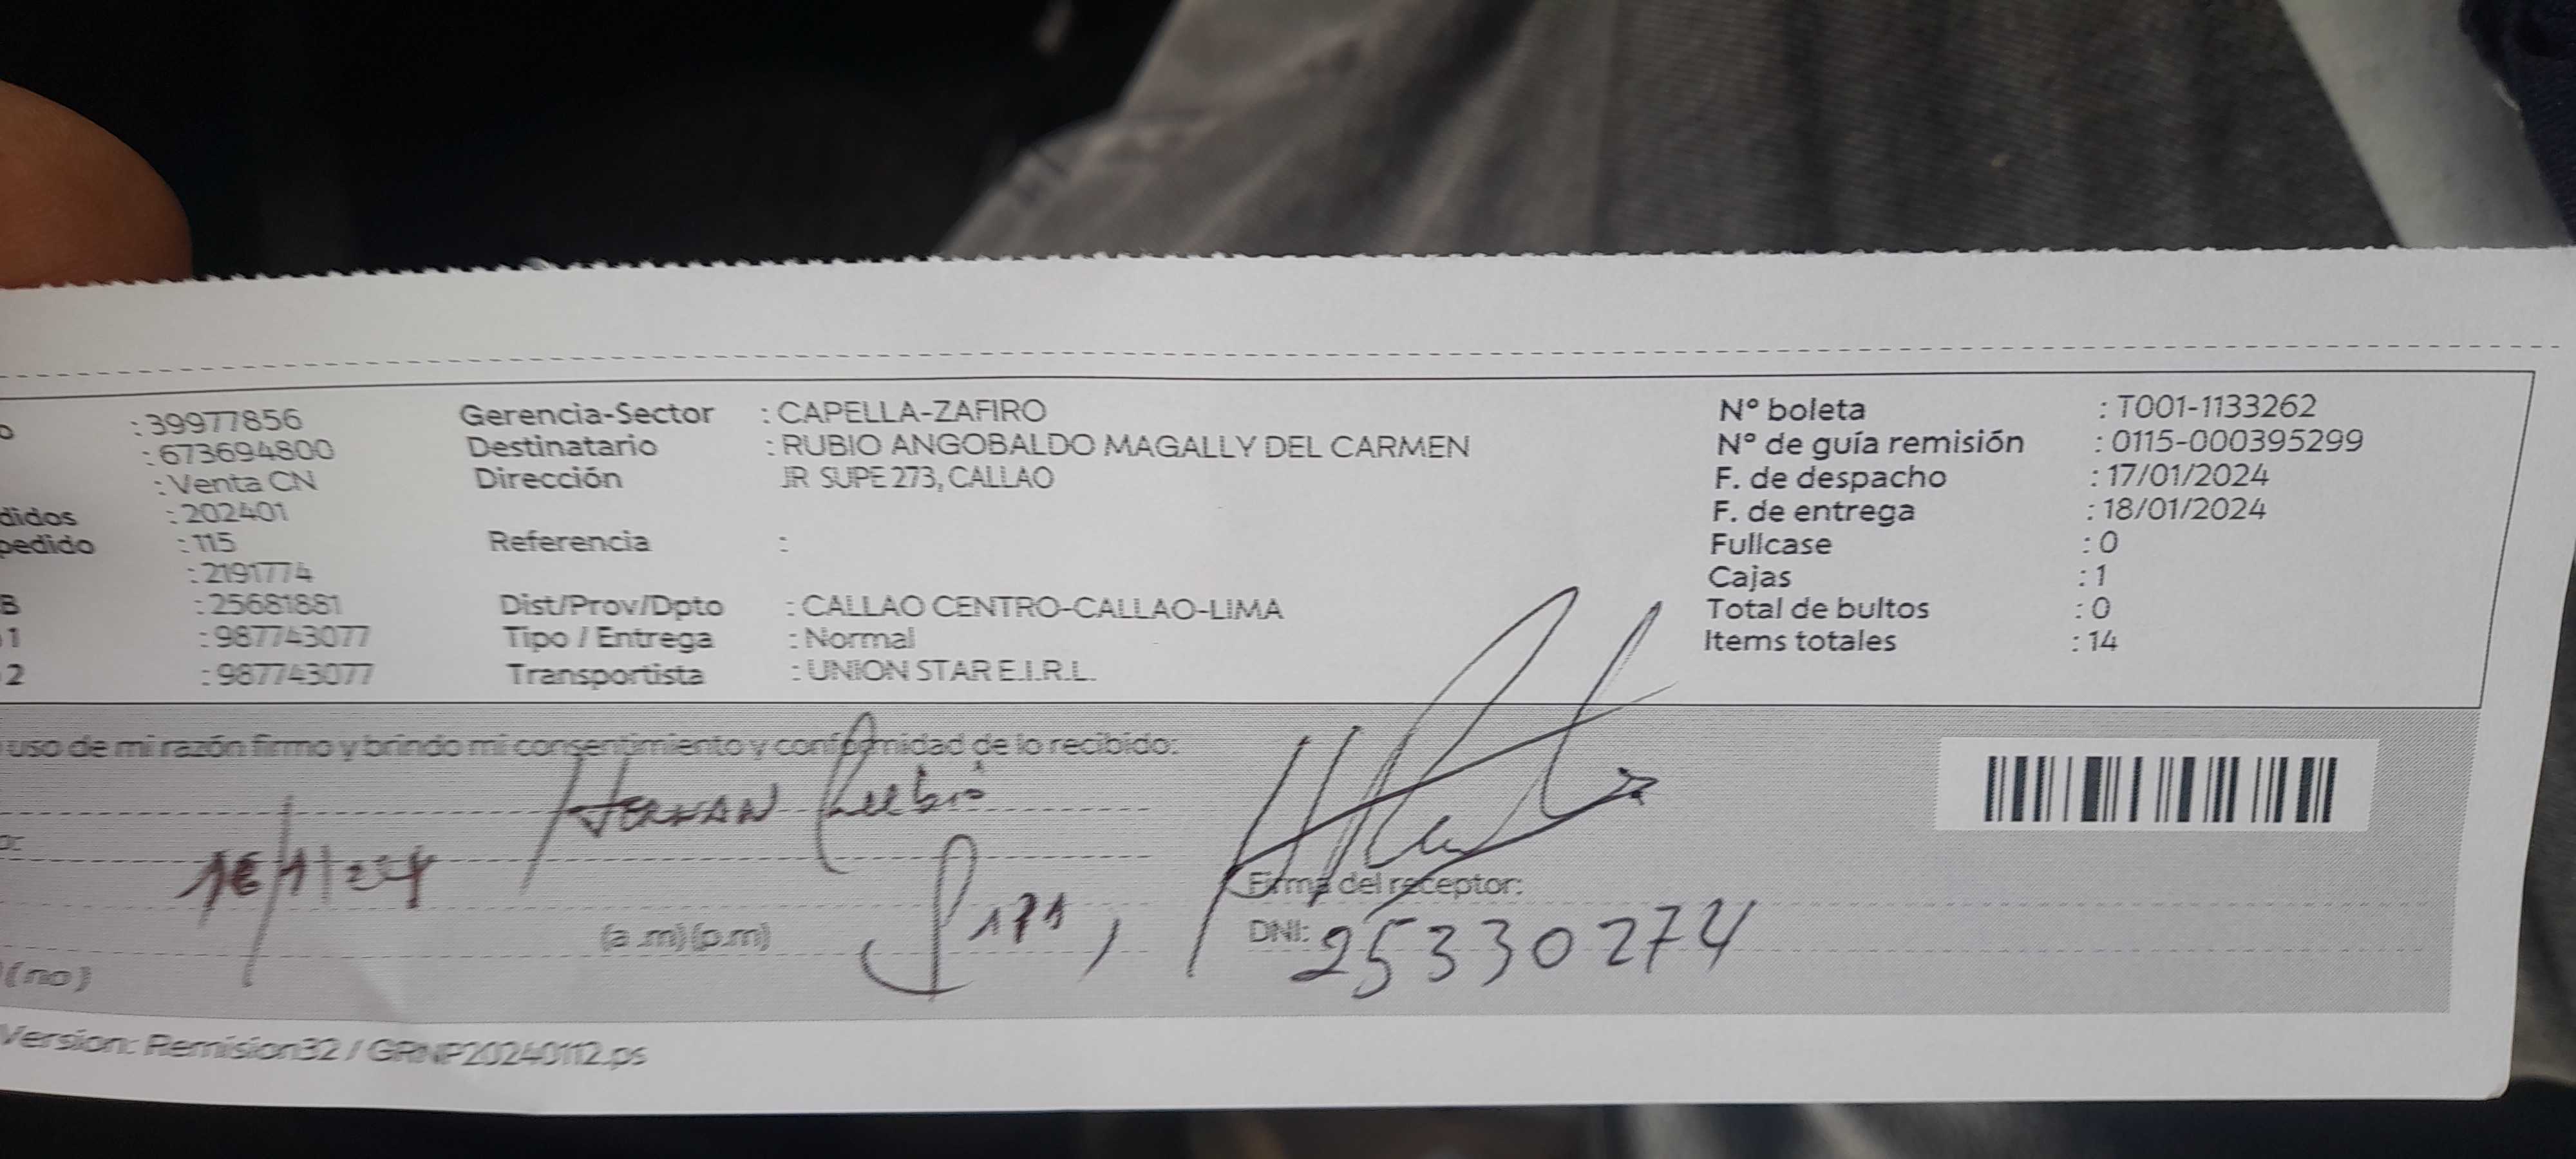 : 39977856 Gerencia-Sector : CAPELLA-ZAFIRO Nº boleta : T001-1133262
: 673694800 Destinatario : RUBIO ANGOBALDO MAGALLY DEL CARMEN Nº de guía remisión : 0115-000395299
: Venta CN Dirección JR SUPE 273, CALLAO F. de despacho : 17/01/2024
didos : 202401 F. de entrega : 18/01/2024
pedido : 115 Referencia : Fullcase : 0
: 2191774 Cajas : 1
B : 25681881 Dist/Prov/Dpto : CALLAO CENTRO-CALLAO-LIMA Total de bultos : 0
1 : 987743077 Tipo / Entrega : Normal Items totales : 14
2 : 987743077 Transportista : UNION STAR E.I.R.L.
uso de mi razón firmo y brindo mi consentimiento y conformidad de lo recibido:
HERNAN Rubio
Firma del receptor:
(a .m) (p.m) DNI: 25330274
(no)
Version: Remision32 / GRNP20240112.ps